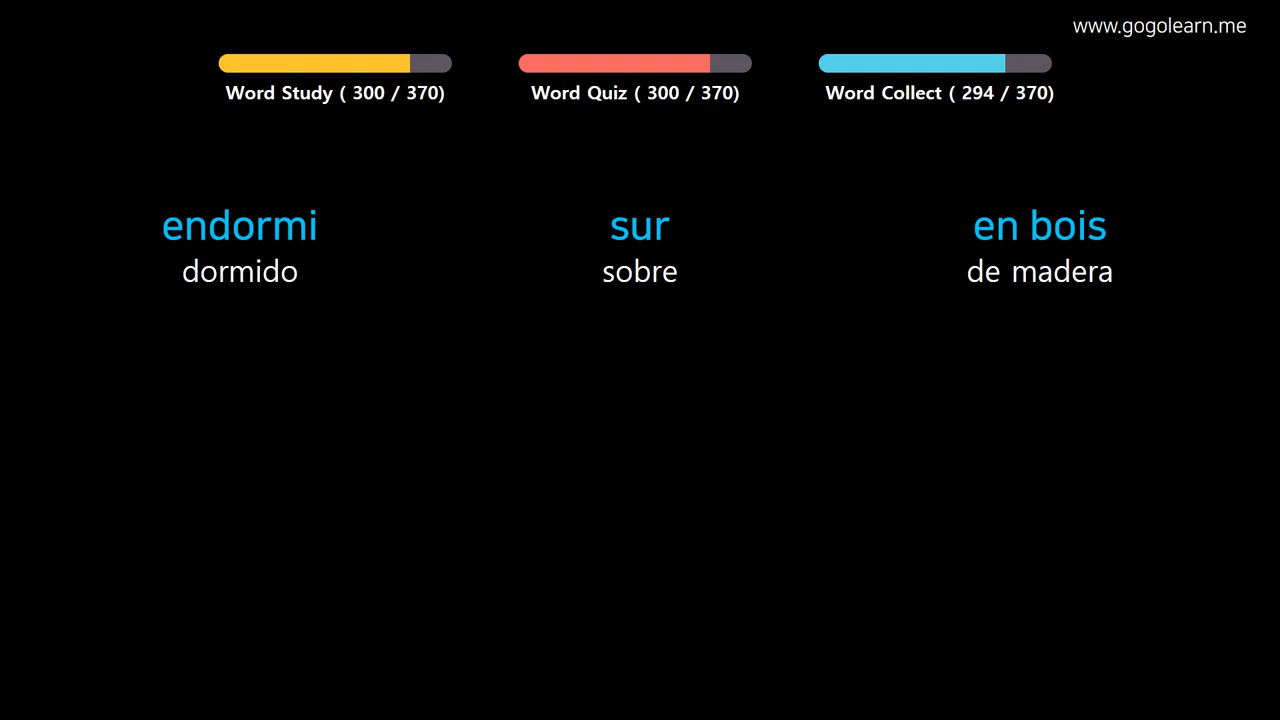 www.gogolearn.me
Word Study ( 300 / 370)
Word Quiz ( 300 / 370)
Word Collect ( 294 / 370)
endormi
dormido
sur
sobre
en bois
de madera